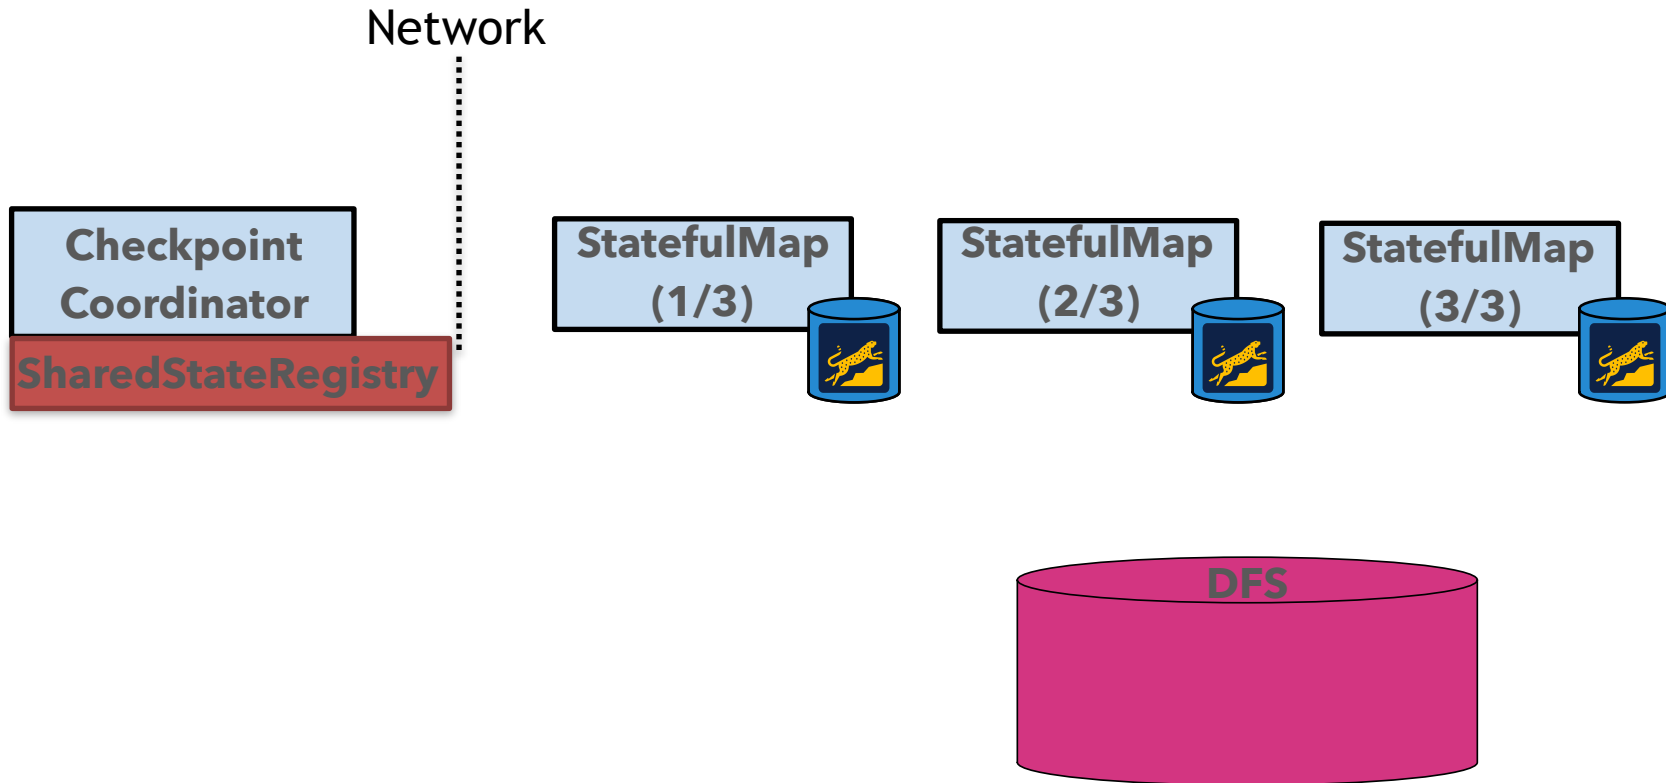 Network
Checkpoint
Coordinator
SharedStateRegistry
StatefulMap
(1/3)
StatefulMap
(2/3)
StatefulMap
(3/3)
DFS